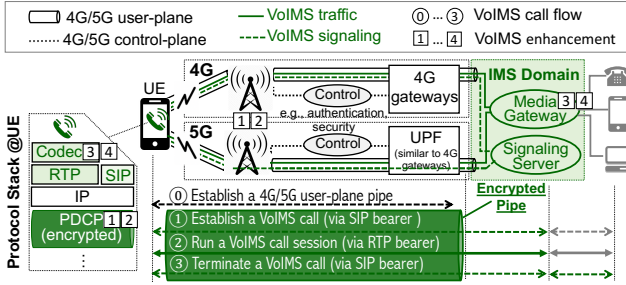 4G/5G user-plane
VoIMS traffic
⓪ ... ③ VoIMS call flow
4G/5G control-plane
VoIMS signaling
1 ... 4 VoIMS enhancement
UE
4G
Control
4G
gateways
e.g., authentication,
security
1 2
5G
Control
UPF
(similar to 4G
gateways)
IMS Domain
Media
Gateway
3 4
Signaling
Server
Protocol Stack @UE
Codec 3 4
RTP
SIP
IP
PDCP 1 2
(encrypted)
⋮
⓪ Establish a 4G/5G user-plane pipe
① Establish a VoIMS call (via SIP bearer )
② Run a VoIMS call session (via RTP bearer)
③ Terminate a VoIMS call (via SIP bearer)
Encrypted
Pipe